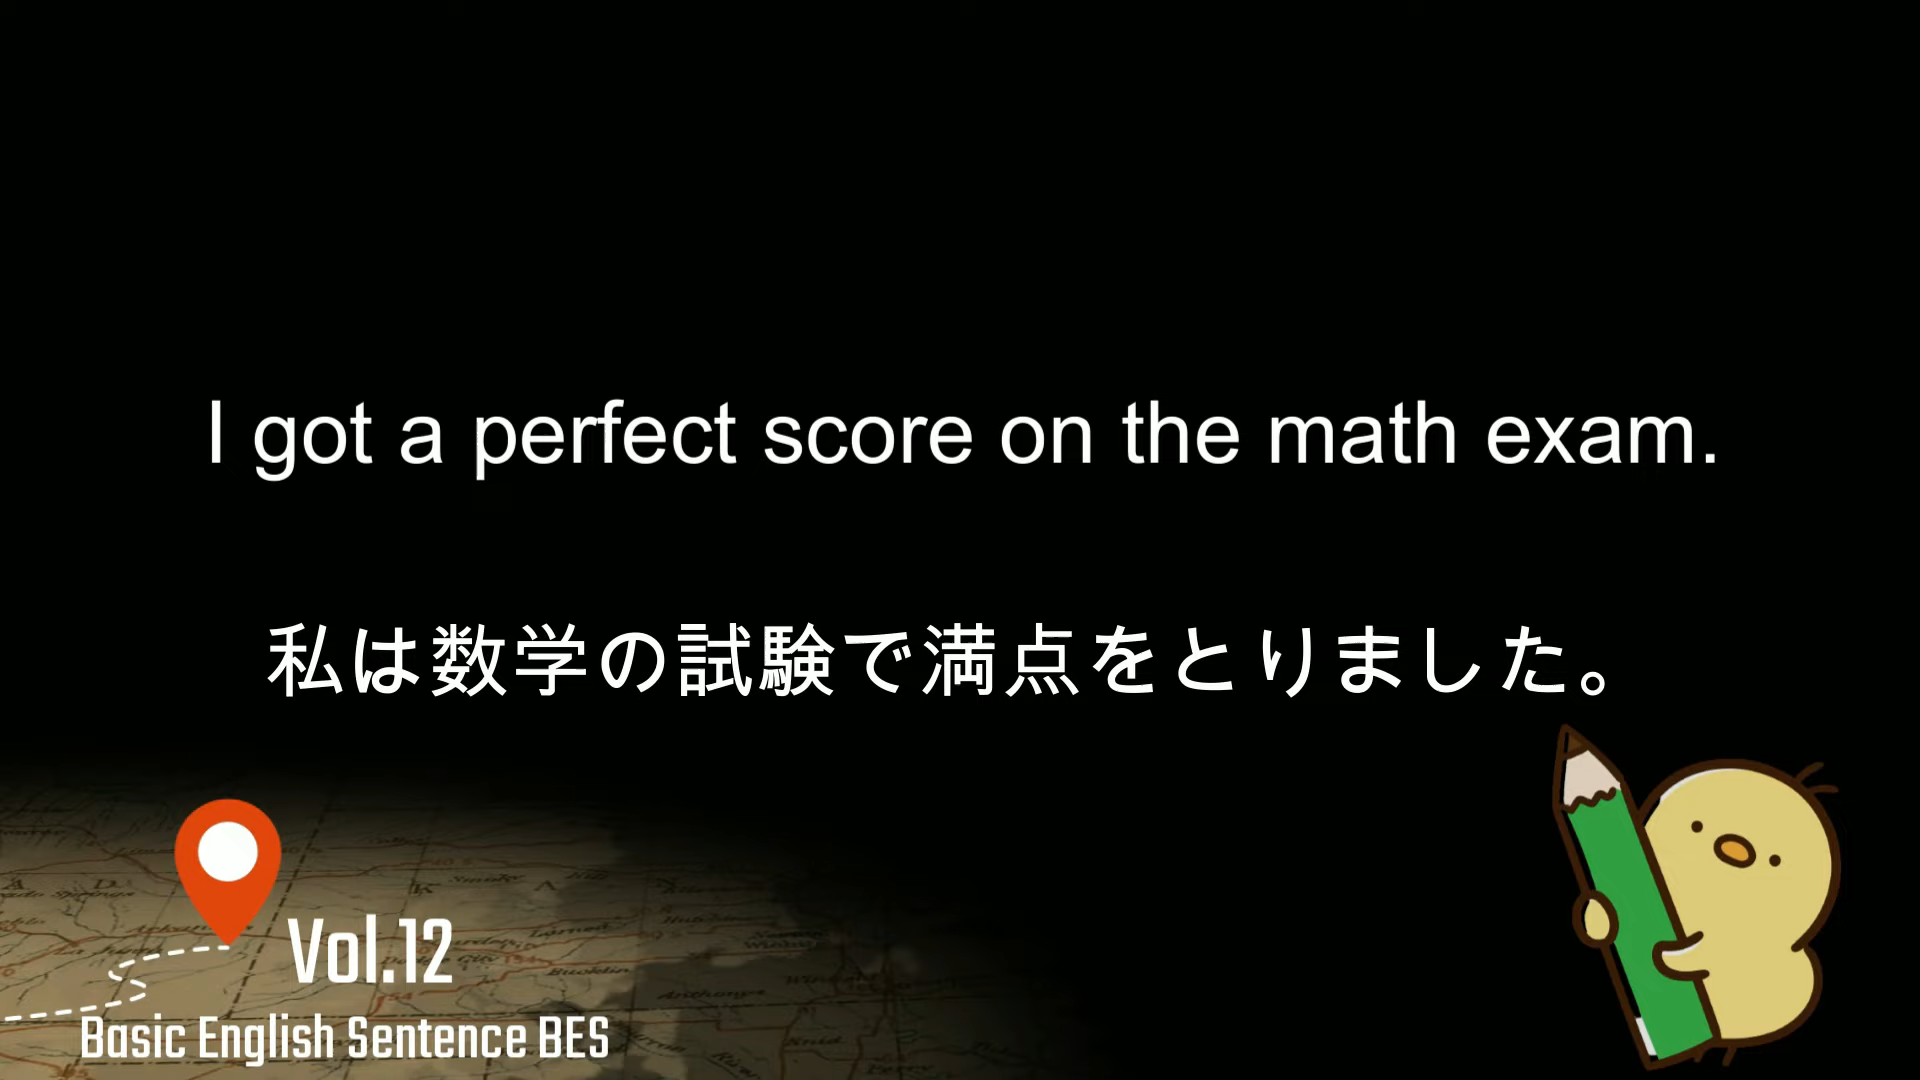 I got a perfect score on the math exam.
私は数学の試験で満点をとりました。
Vol.12
Basic English Sentence BES